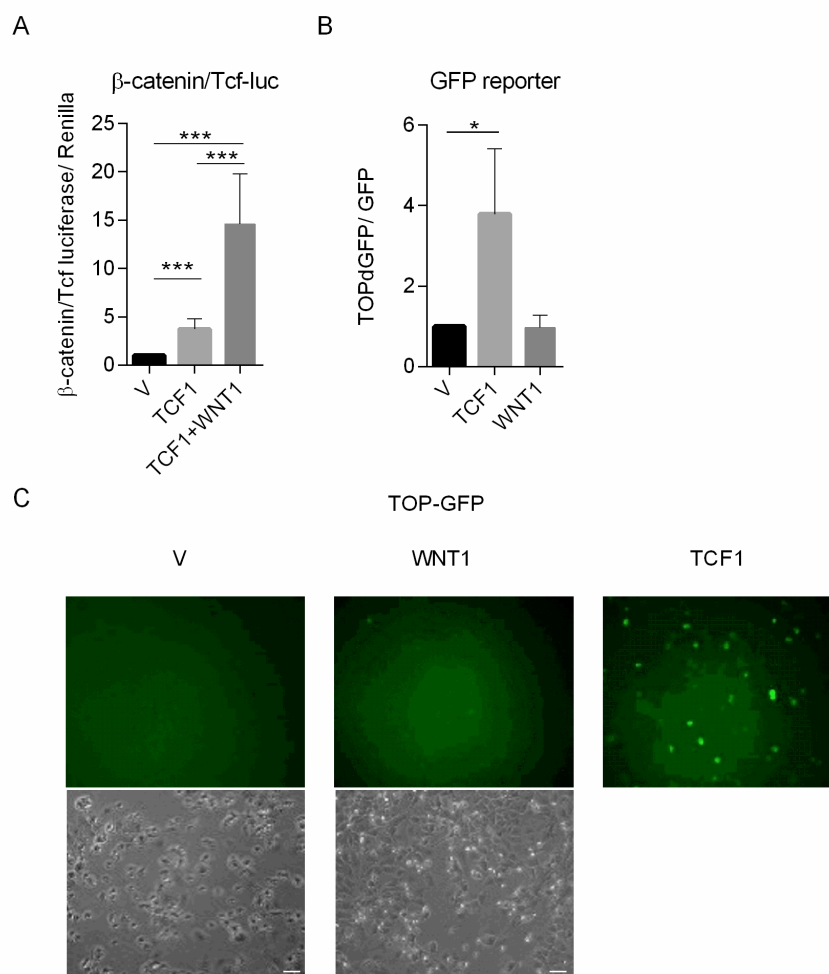 A
β-catenin/Tcf-luc
β-catenin/Tcf luciferase/ Renilla
25
20
15
10
5
0
***
***
***
V
TCF1
TCF1+WNT1
B
GFP reporter
TOPdGFP/ GFP
6
4
2
0
*
V
TCF1
WNT1
C
TOP-GFP
V
WNT1
TCF1